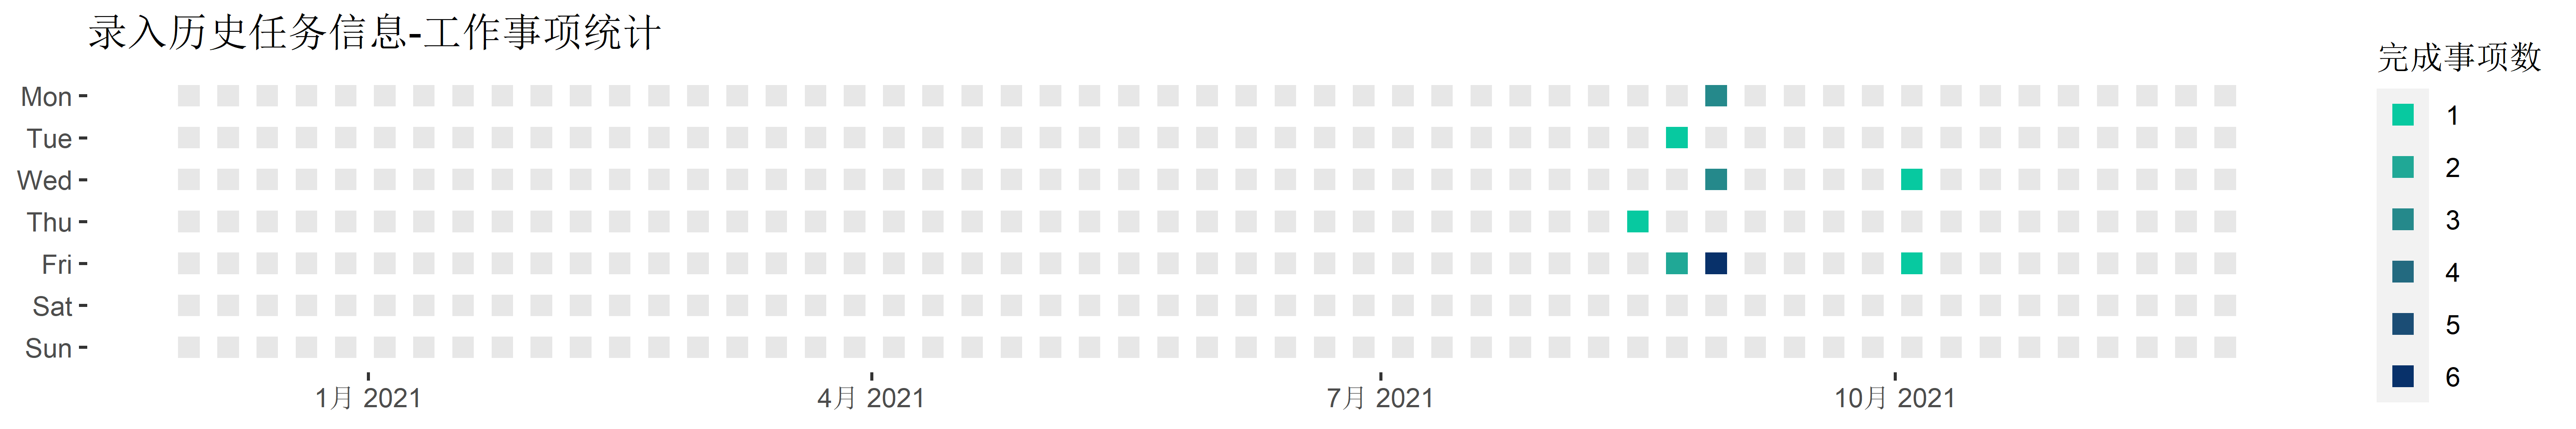 录入历史任务信息-工作事项统计
Mon
Tue
Wed
Thu
Fri
Sat
Sun
1月 2021
4月 2021
7月 2021
10月 2021
完成事项数
1
2
3
4
5
6